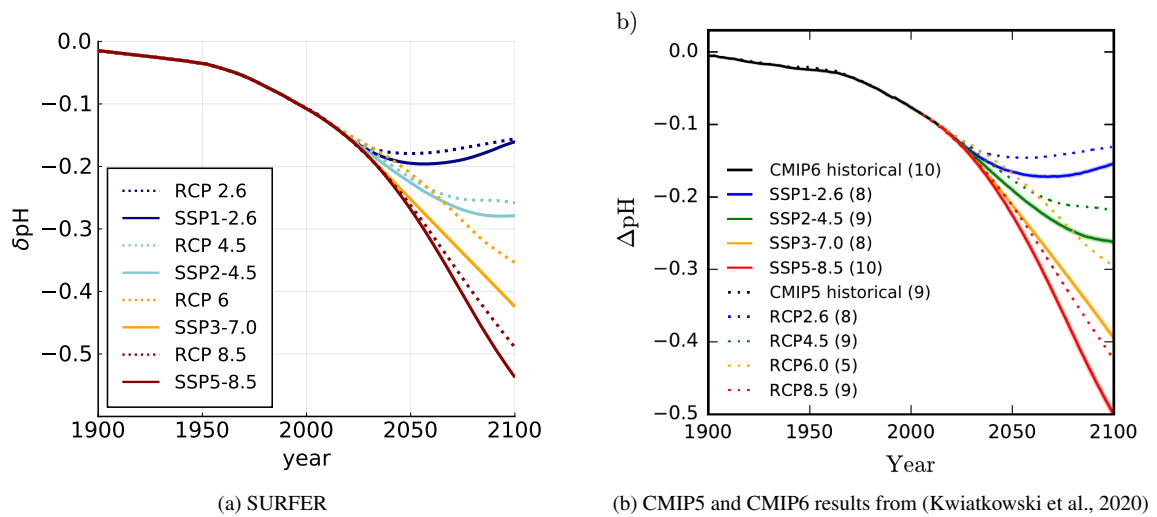 0.0
−0.1
−0.2
−0.3
−0.4
−0.5
δpH
RCP 2.6
SSP1-2.6
RCP 4.5
SSP2-4.5
RCP 6
SSP3-7.0
RCP 8.5
SSP5-8.5
1900 1950 2000 2050 2100
year
(a) SURFER
b)
0.0
−0.1
−0.2
−0.3
−0.4
−0.5
ΔpH
CMIP6 historical (10)
SSP1-2.6 (8)
SSP2-4.5 (9)
SSP3-7.0 (8)
SSP5-8.5 (10)
CMIP5 historical (9)
RCP2.6 (8)
RCP4.5 (9)
RCP6.0 (5)
RCP8.5 (9)
1900 1950 2000 2050 2100
Year
(b) CMIP5 and CMIP6 results from (Kwiatkowski et al., 2020)